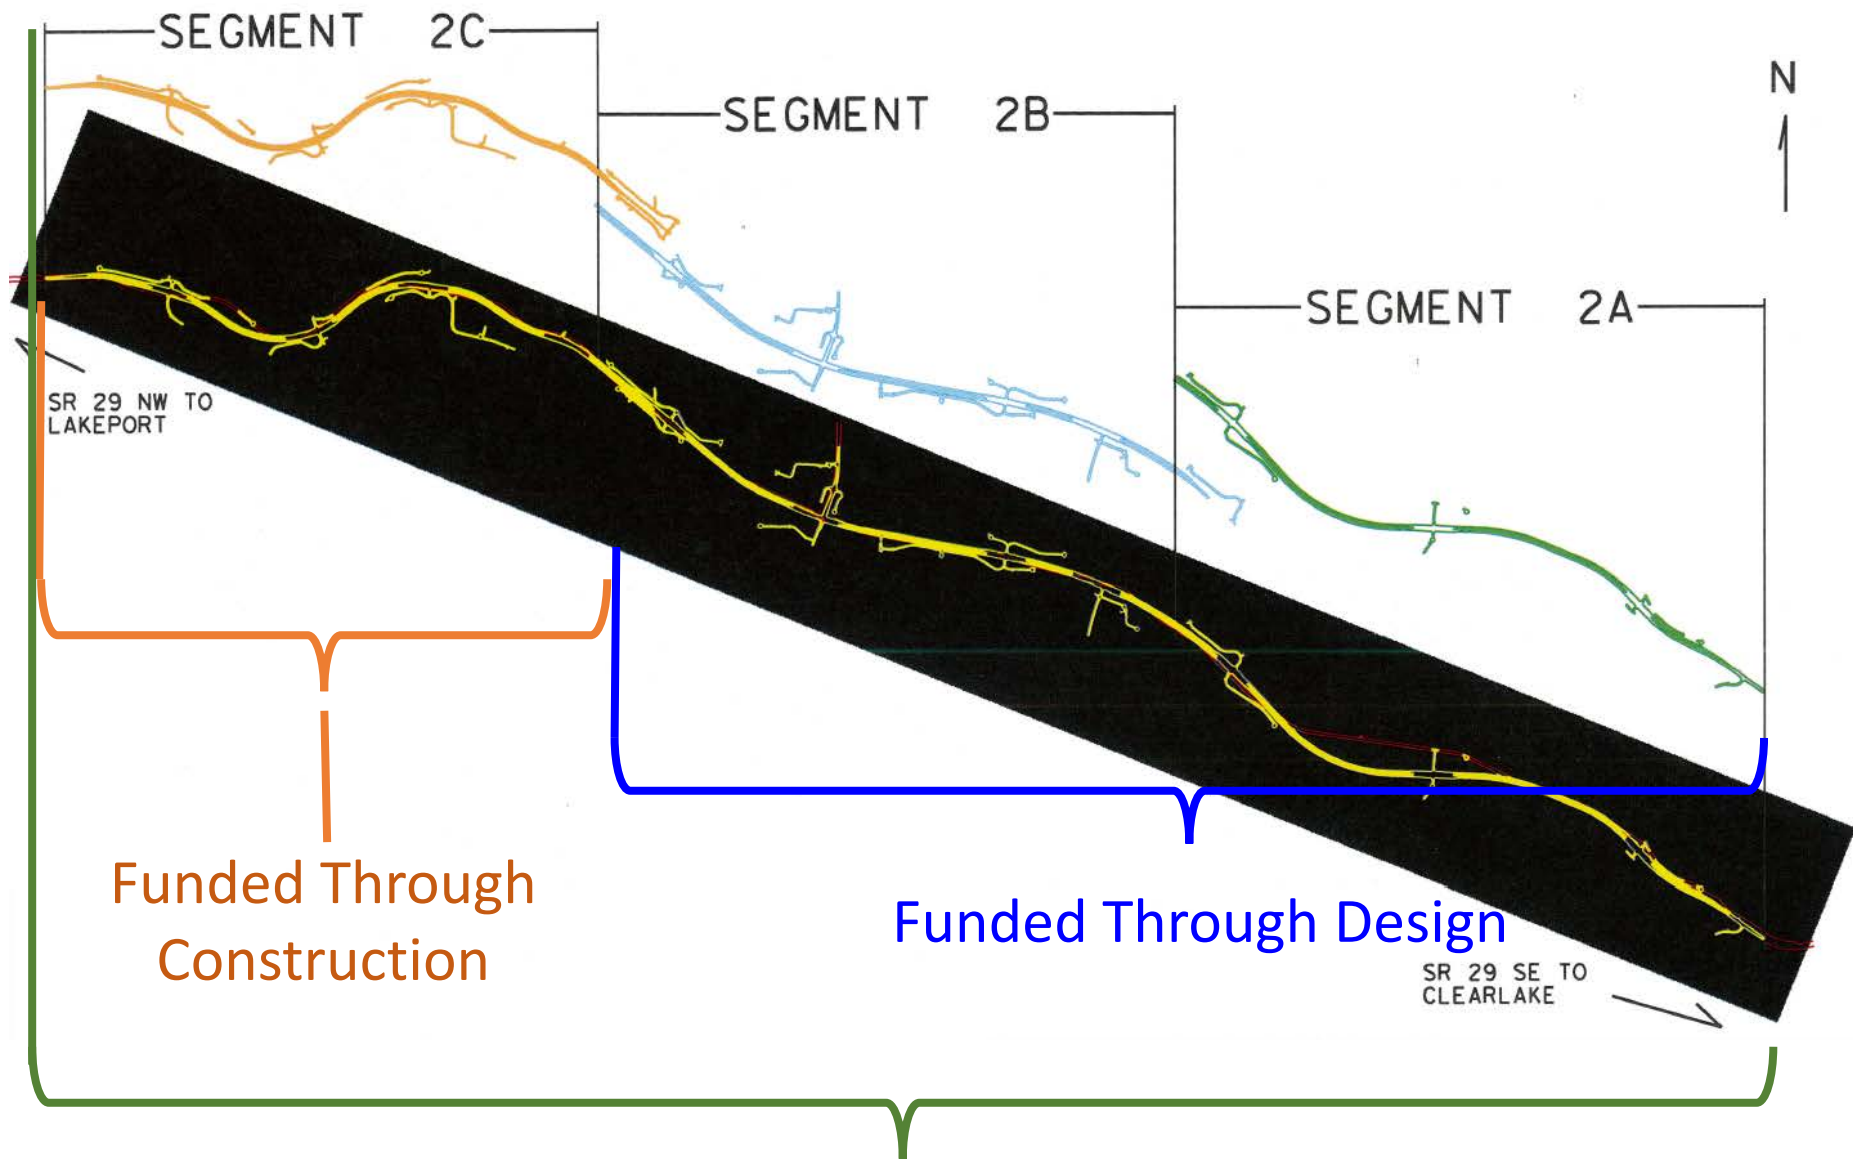 SEGMENT 2C
SEGMENT 2B
N
SEGMENT 2A
SR 29 NW TO
LAKEPORT
Funded Through
Construction
Funded Through Design
SR 29 SE TO
CLEARLAKE